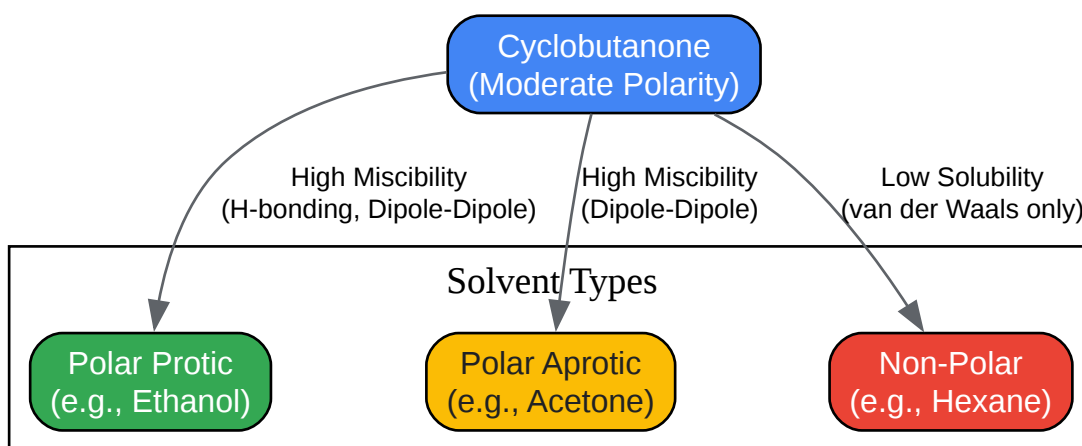 Cyclobutanone
(Moderate Polarity)
High Miscibility
(H-bonding, Dipole-Dipole)
High Miscibility
(Dipole-Dipole)
Low Solubility
(van der Waals only)
Solvent Types
Polar Protic
(e.g., Ethanol)
Polar Aprotic
(e.g., Acetone)
Non-Polar
(e.g., Hexane)